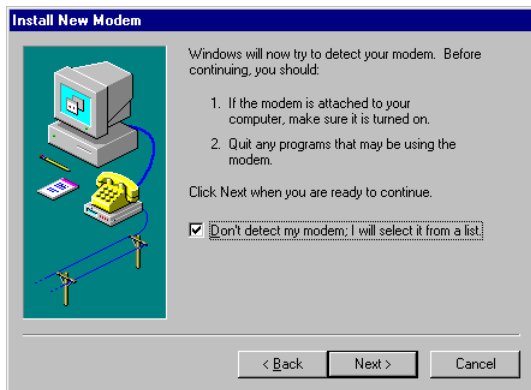 Install New Modem
Windows will now try to detect your modem. Before
continuing, you should:
1. If the modem is attached to your
computer, make sure it is turned on.
2. Quit any programs that may be using the
modem.
Click Next when you are ready to continue.
Don't detect my modem; I will select it from a list.
< Back
Next >
Cancel